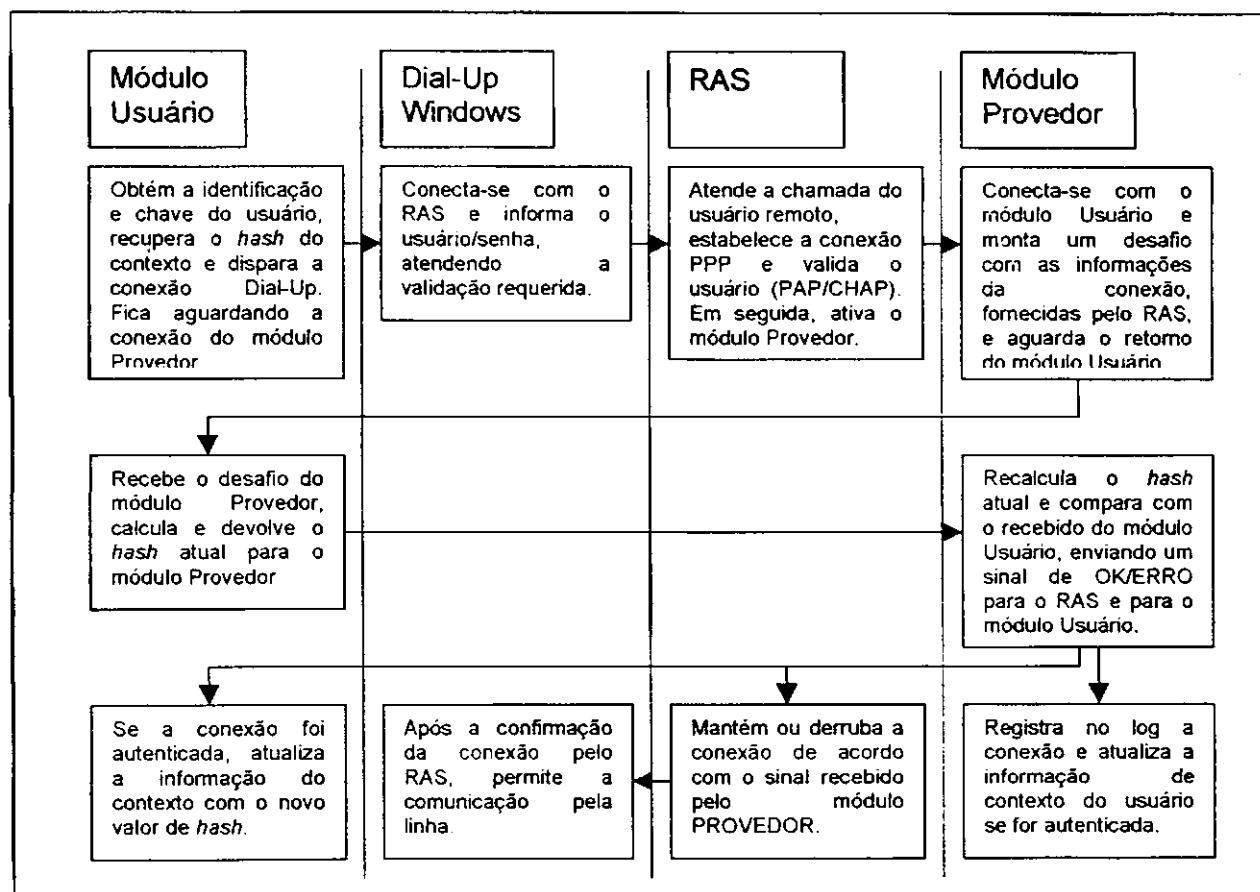 Módulo
Usuário
Dial-Up
Windows
RAS
Módulo
Provedor
Obtém a identificação
e chave do usuário,
recupera o hash do
contexto e dispara a
conexão Dial-Up.
Fica aguardando a
conexão do módulo
Provedor
Conecta-se com o
RAS e informa o
usuário/senha,
atendendo a
validação requerida.
Atende a chamada do
usuário remoto,
estabelece a conexão
PPP e valida o
usuário (PAP/CHAP).
Em seguida, ativa o
módulo Provedor.
Conecta-se com o
módulo Usuário e
monta um desafio
com as informações
da conexão,
fornecidas pelo RAS,
e aguarda o retorno
do módulo Usuário
Recebe o desafio do
módulo Provedor,
calcula e devolve o
hash atual para o
módulo Provedor
Recalcula o hash
atual e compara com
o recebido do módulo
Usuário, enviando um
sinal de OK/ERRO
para o RAS e para o
módulo Usuário.
Se a conexão foi
autenticada, atualiza
a informação do
contexto com o novo
valor de hash.
Após a confirmação
da conexão pelo
RAS, permite a
comunicação pela
linha.
Mantém ou derruba a
conexão de acordo
com o sinal recebido
pelo módulo
PROVEDOR.
Registra no log a
conexão e atualiza a
informação de
contexto do usuário
se for autenticada.